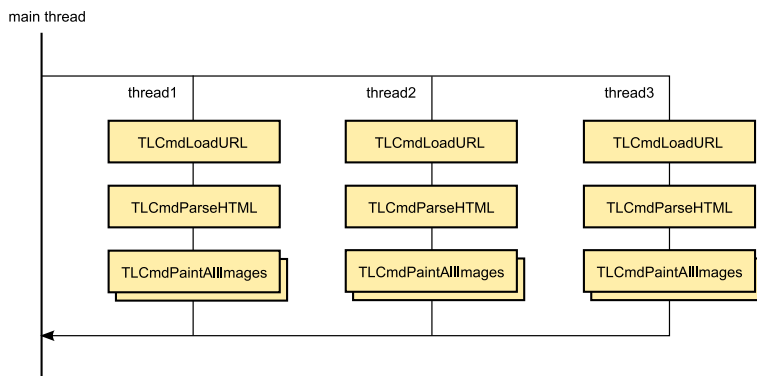 main thread
thread1
thread2
thread3
TLCmdLoadURL
TLCmdLoadURL
TLCmdLoadURL
TLCmdParseHTML
TLCmdParseHTML
TLCmdParseHTML
TLCmdPaintAllImages
TLCmdPaintAllImages
TLCmdPaintAllImages